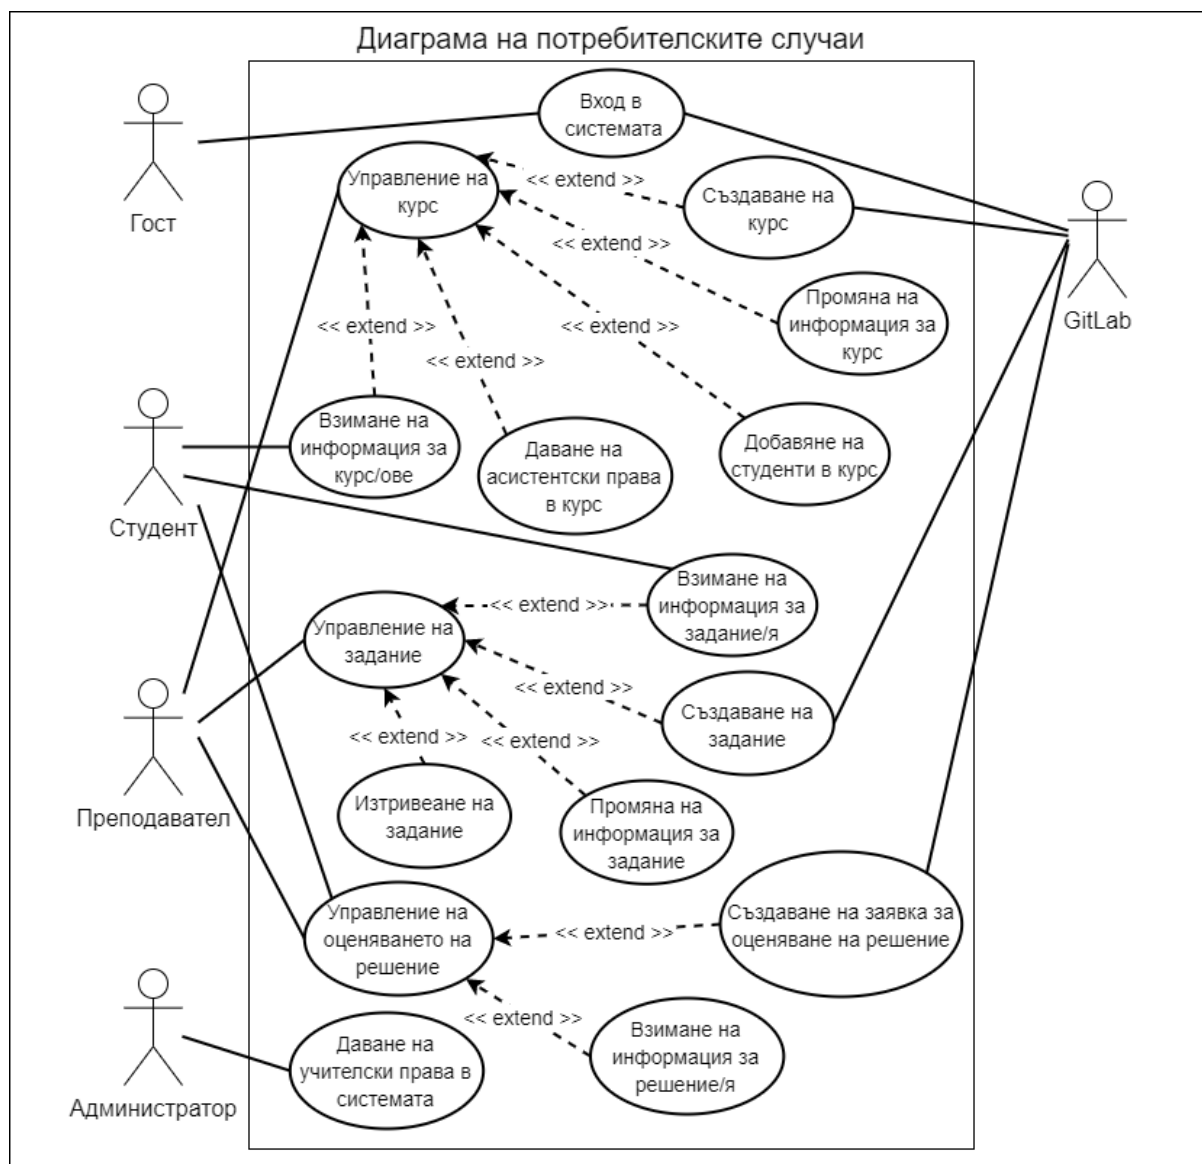 Диаграма на потребителските случаи
Вход в
системата
Гост
Управление на
курс
<< extend >>
Създаване на
курс
<< extend >>
GitLab
Промяна на
информация за
курс
<< extend >>
<< extend >>
<< extend >>
Взимане на
информация за
курс/ове
Даване на
асистентски права
в курс
Добавяне на
студенти в курс
Студент
Взимане на
информация за
задание/я
<< extend >>
Управление на
задание
<< extend >>
Създаване на
задание
<< extend >>
<< extend >>
Преподавател
Изтривеане на
задание
Промяна на
информация за
задание
Управление на
оценяването на
решение
<< extend >>
Създаване на заявка за
оценяване на решение
<< extend >>
Взимане на
информация за
решение/я
Даване на
учителски права в
системата
Администратор